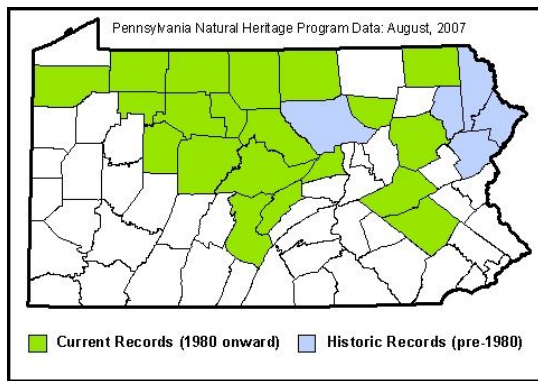 Pennsylvania Natural Heritage Program Data: August, 2007
Current Records (1980 onward) Historic Records (pre-1980)